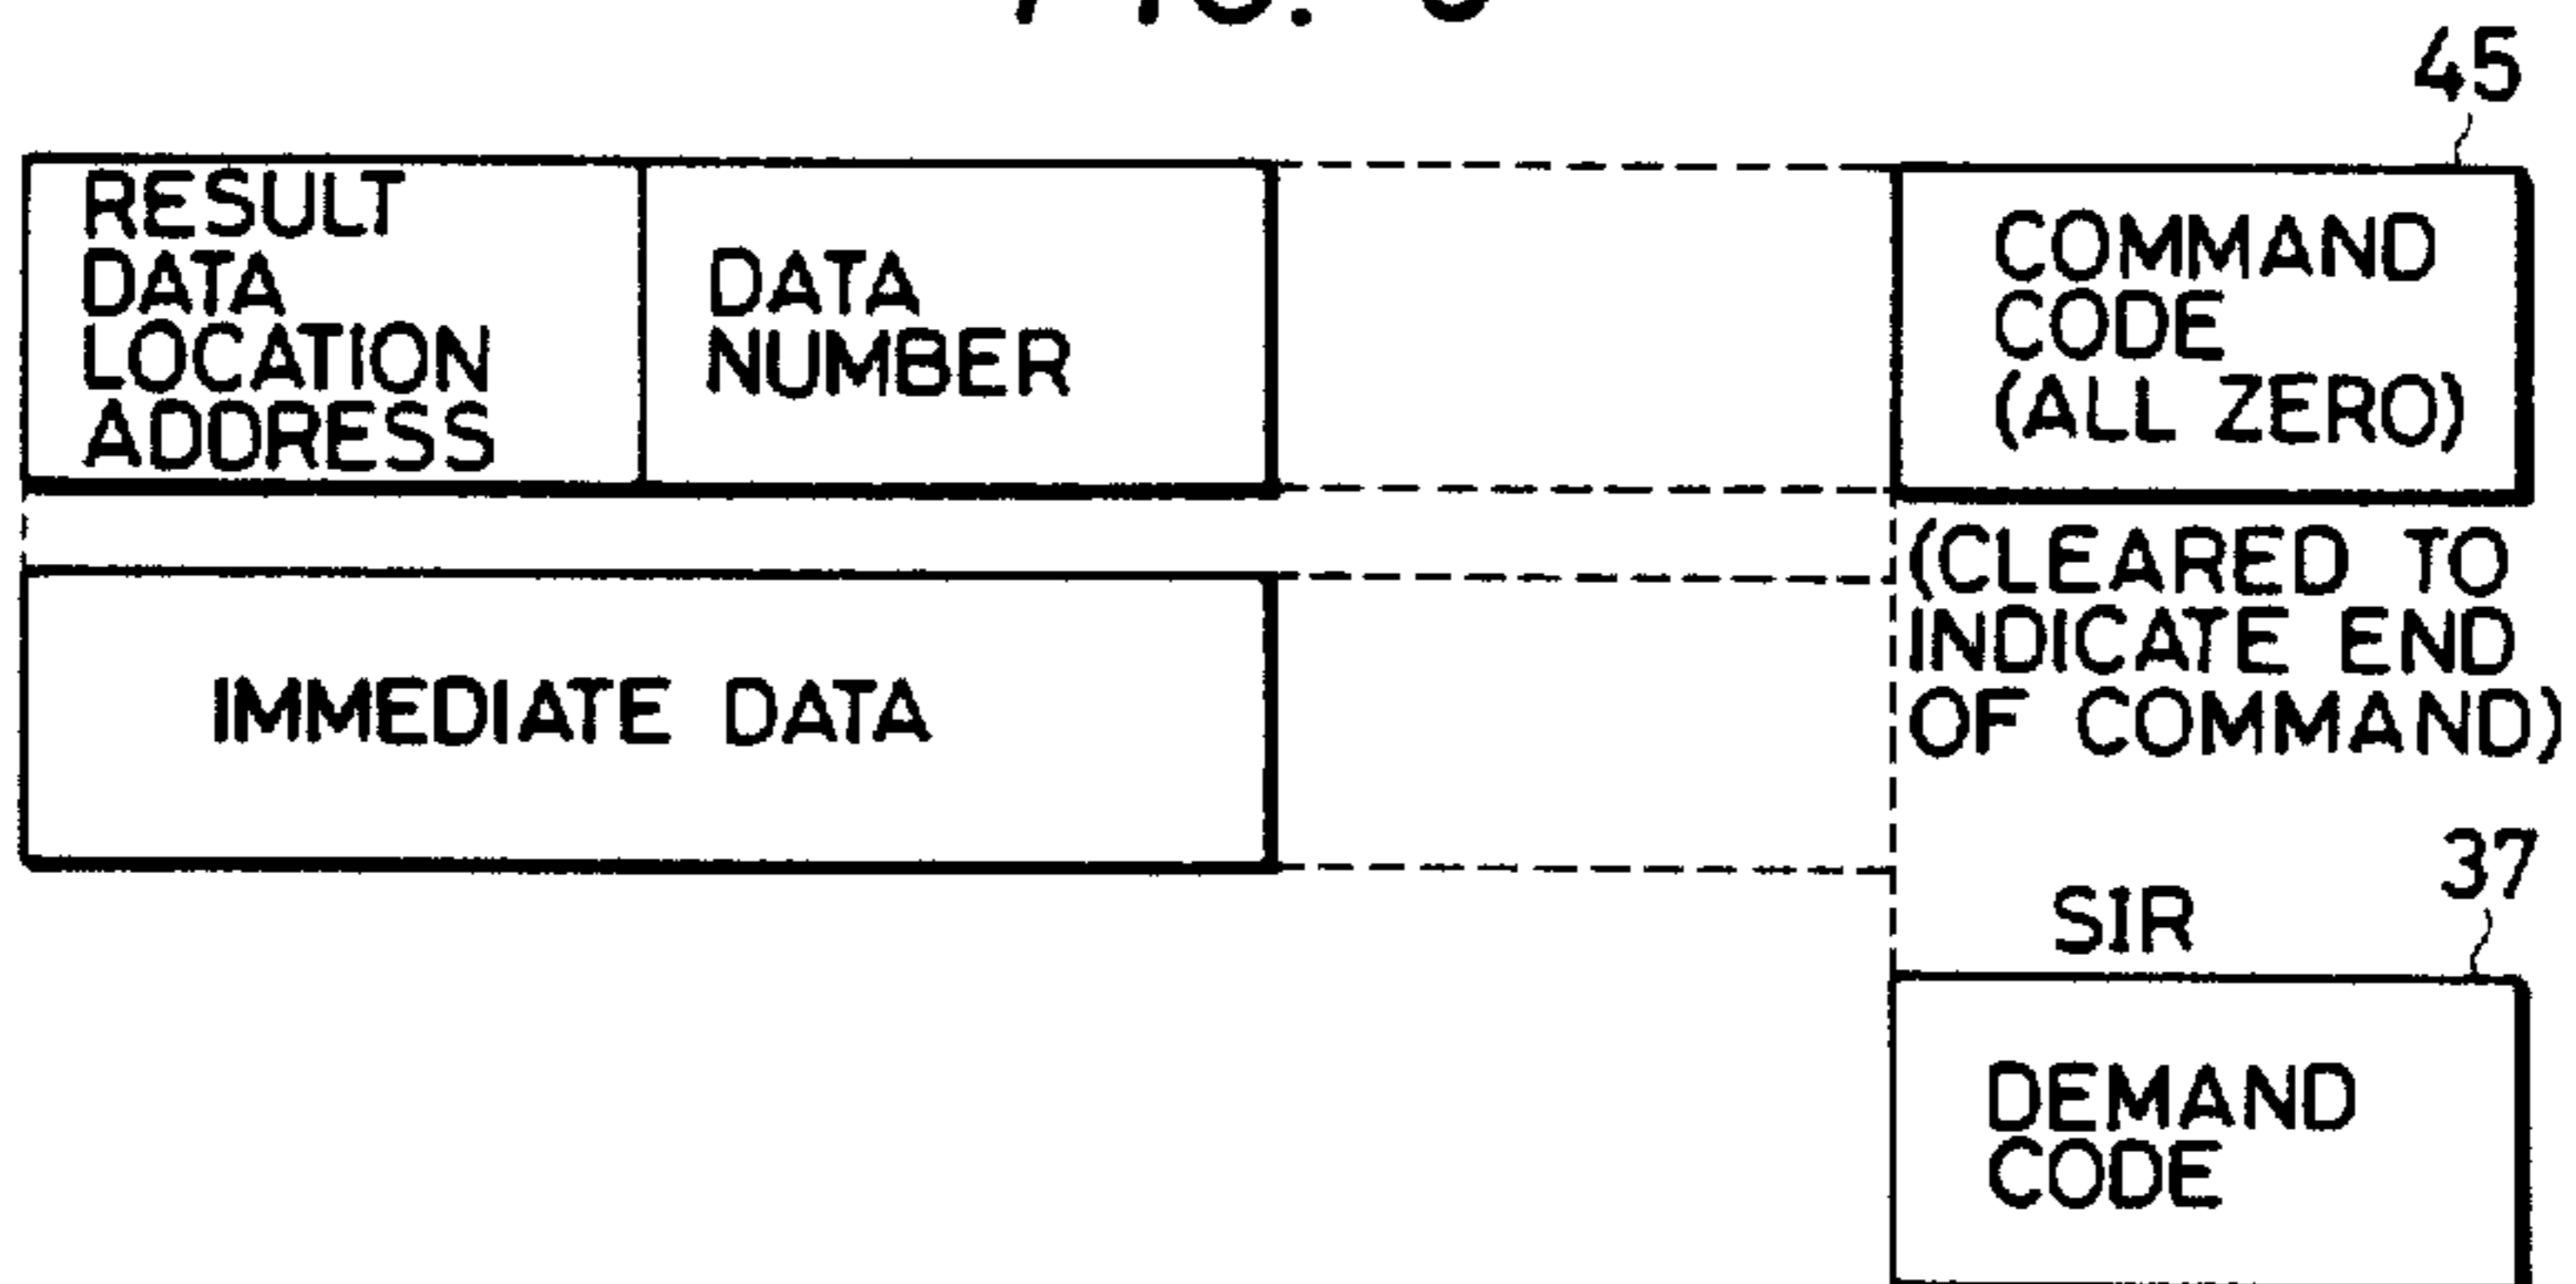 45
RESULT
DATA
LOCATION
ADDRESS
DATA
NUMBER
COMMAND
CODE
(ALL ZERO)
(CLEARED TO
INDICATE END
OF COMMAND)
IMMEDIATE DATA
37
SIR
DEMAND
CODE